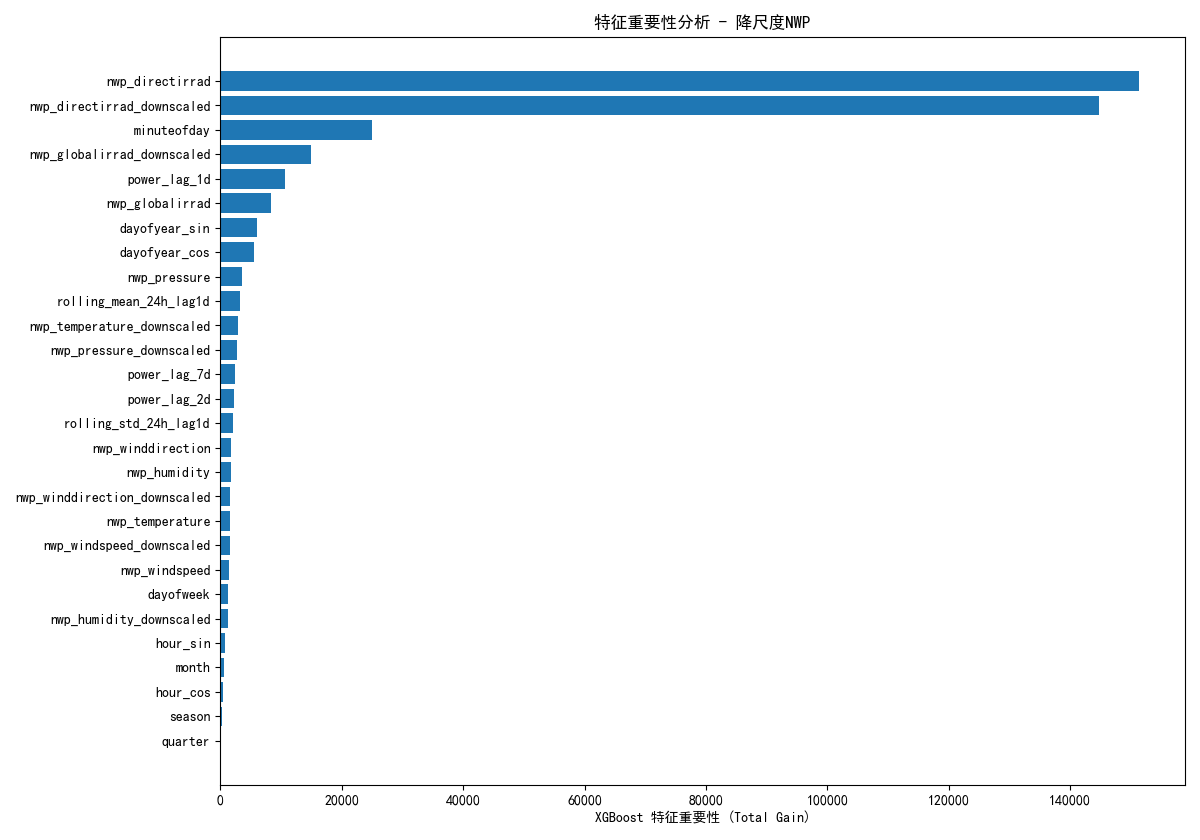 特征重要性分析 - 降尺度NWP
nwp_directirrad
nwp_directirrad_downscaled
minuteofday
nwp_globalirrad_downscaled
power_lag_1d
nwp_globalirrad
dayofyear_sin
dayofyear_cos
nwp_pressure
rolling_mean_24h_lag1d
nwp_temperature_downscaled
nwp_pressure_downscaled
power_lag_7d
power_lag_2d
rolling_std_24h_lag1d
nwp_winddirection
nwp_humidity
nwp_winddirection_downscaled
nwp_temperature
nwp_windspeed_downscaled
nwp_windspeed
dayofweek
nwp_humidity_downscaled
hour_sin
month
hour_cos
season
quarter
0 20000 40000 60000 80000 100000 120000 140000
XGBoost 特征重要性 (Total Gain)